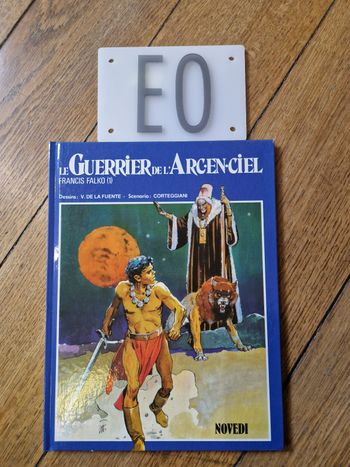 EO
LE GUERRIER DE L'ARC-EN-CIEL
FRANCIS FALKO (1)
Dessins : V. DE LA FUENTE - Scenario : CORTEGGIANI
NOVEDI